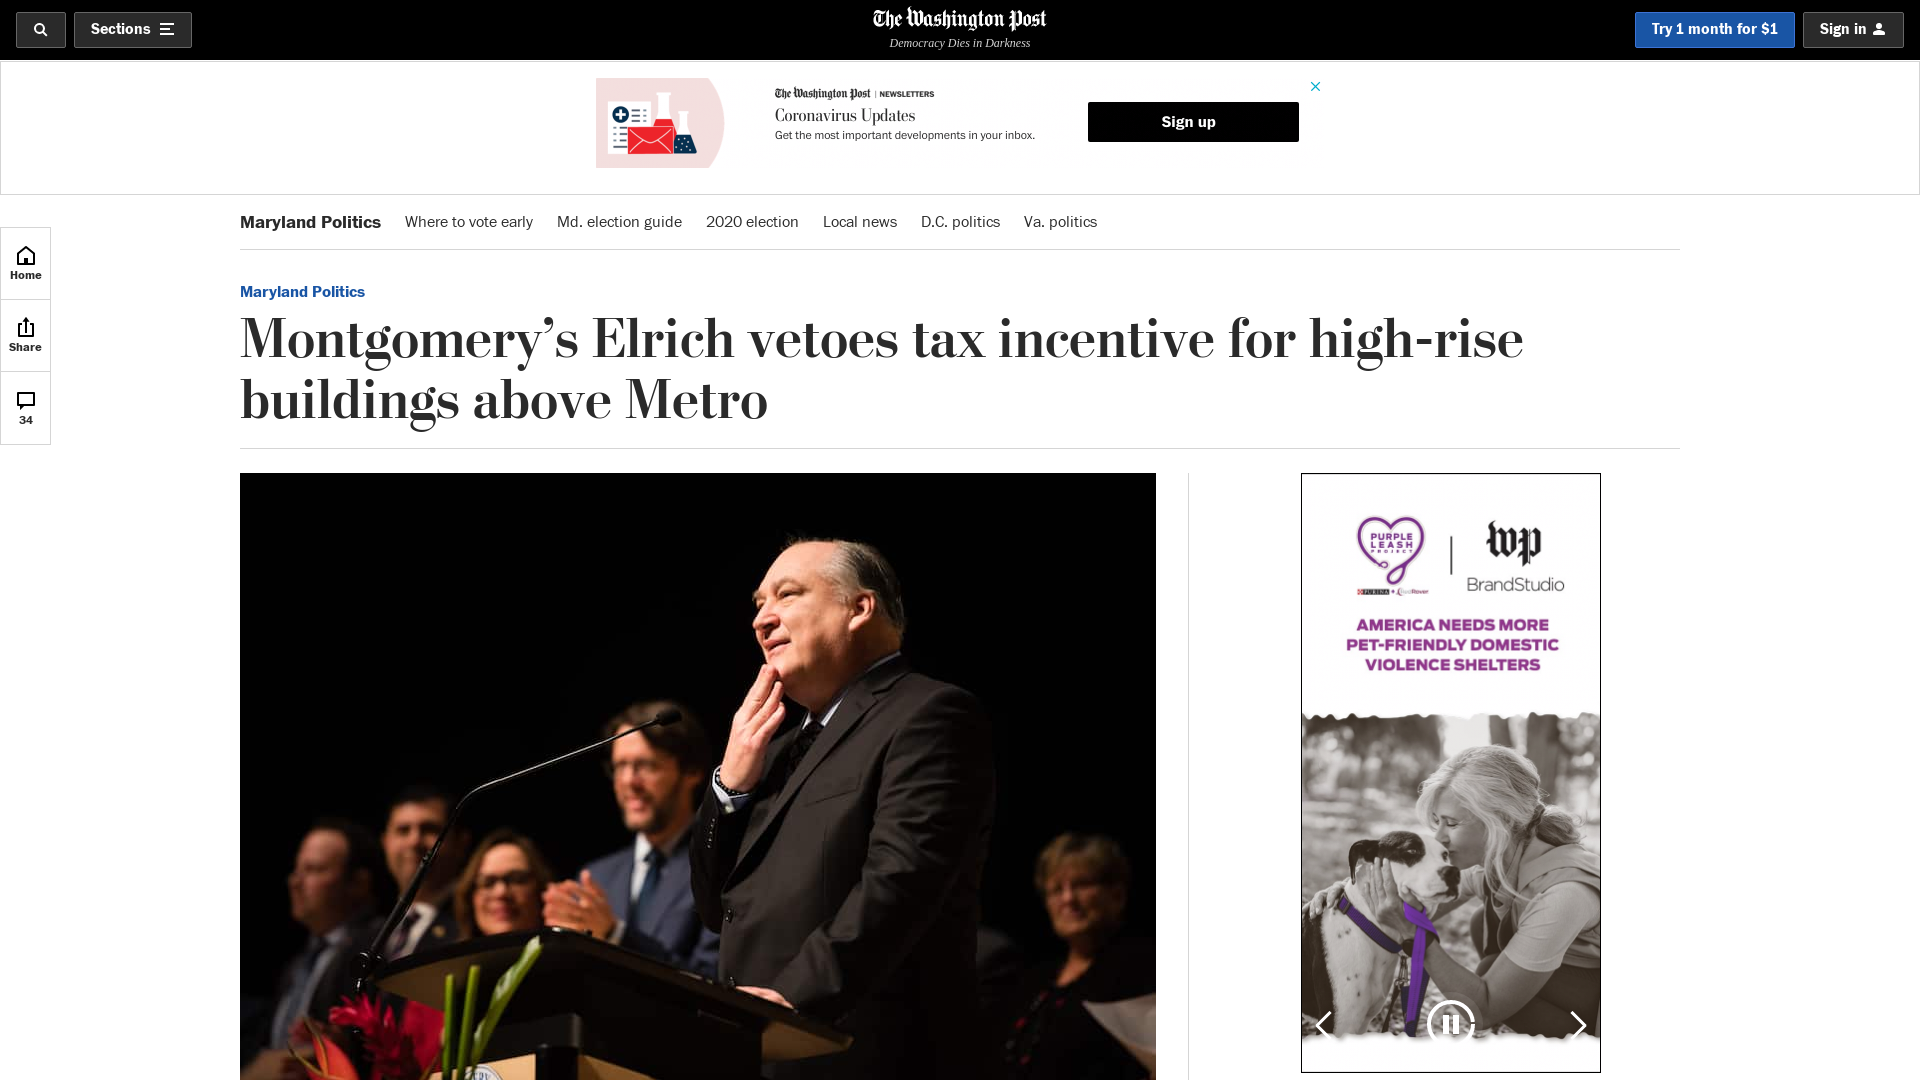 Sections
The Washington Post
Democracy Dies in Darkness
Try 1 month for $1
Sign in
The Washington Post | NEWSLETTERS
Coronavirus Updates
Get the most important developments in your inbox.
Sign up
Maryland Politics
Where to vote early
Md. election guide
2020 election
Local news
D.C. politics
Va. politics
Home
Share
34
Maryland Politics
Montgomery’s Elrich vetoes tax incentive for high-rise
buildings above Metro
PURPLE
LEASH
PROJECT
PURINA
wp
BrandStudio
AMERICA NEEDS MORE
PET-FRIENDLY DOMESTIC
VIOLENCE SHELTERS